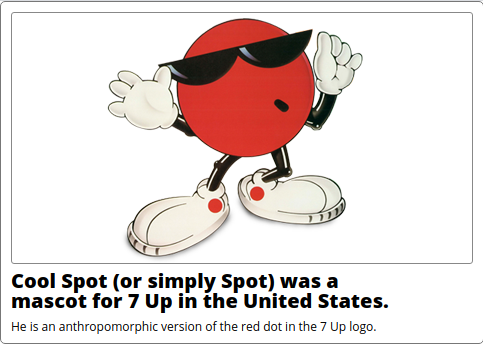 Cool Spot (or simply Spot) was a
mascot for 7 Up in the United States.
He is an anthropomorphic version of the red dot in the 7 Up logo.